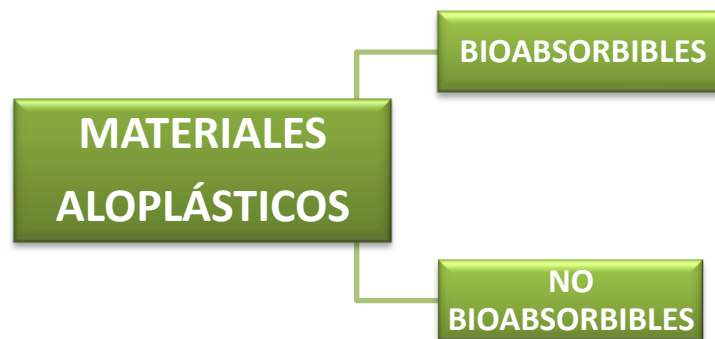 BIOABSORBIBLES
MATERIALES
ALOPLÁSTICOS
NO
BIOABSORBIBLES